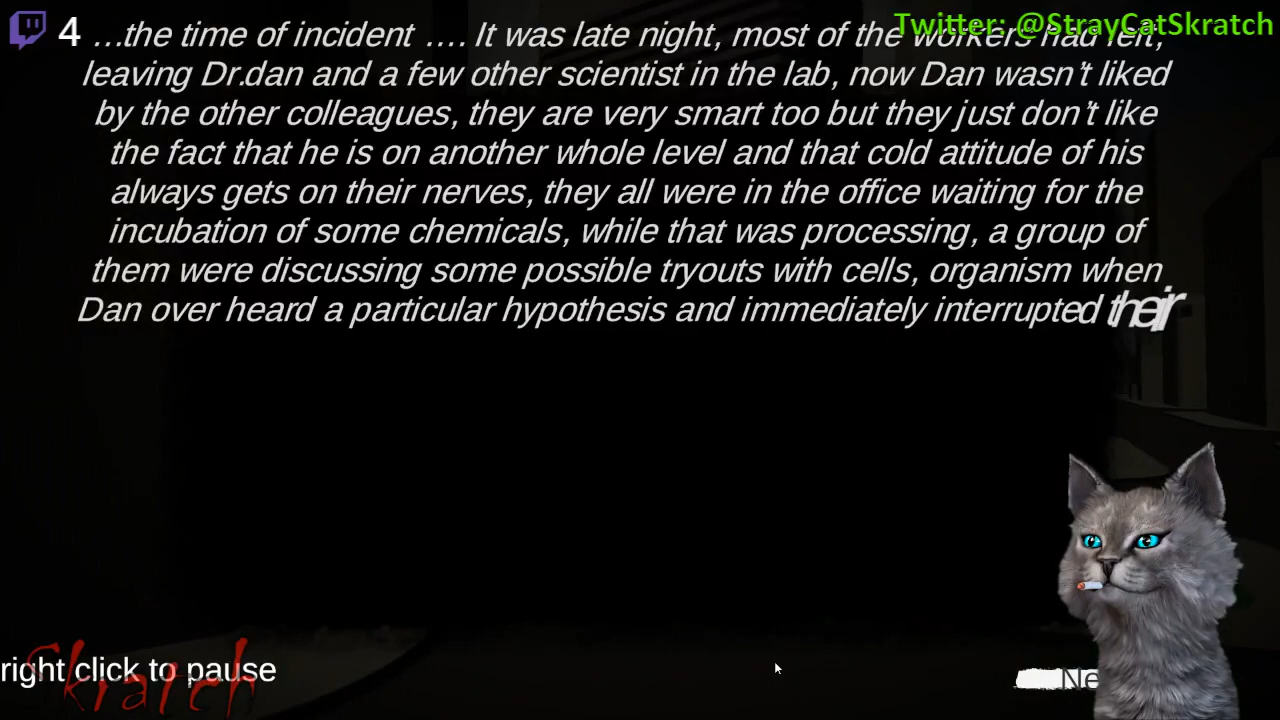 4
Twitter: @StrayCatSkratch
...the time of incident .... It was late night, most of the workers had left,
leaving Dr.dan and a few other scientist in the lab, now Dan wasn't liked
by the other colleagues, they are very smart too but they just don't like
the fact that he is on another whole level and that cold attitude of his
always gets on their nerves, they all were in the office waiting for the
incubation of some chemicals, while that was processing, a group of
them were discussing some possible tryouts with cells, organism when
Dan over heard a particular hypothesis and immediately interrupted their
right click to pause
Skratch
Ne